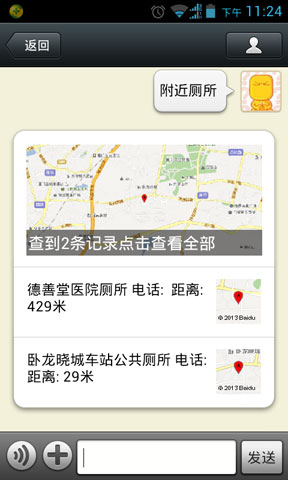 下午 11:24
返回
附近厕所
查到2条记录点击查看全部
德善堂医院厕所 电话: 距离:
429米
© 2013 Baidu
卧龙晓城车站公共厕所 电话:
距离: 29米
© 2013 Baidu
发送